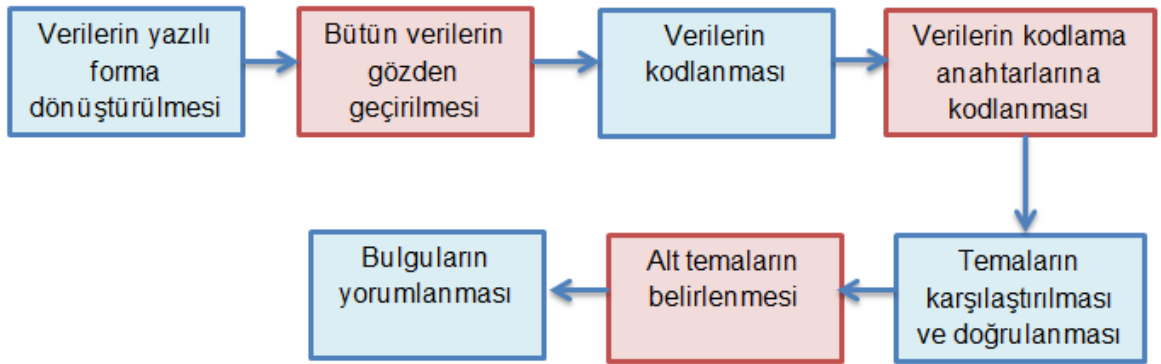 Verilerin yazılı
forma
dönüştürülmesi
Bütün verilerin
gözden
geçirilmesi
Verilerin
kodlanması
Verilerin kodlama
anahtarlarına
kodlanması
Temaların
karşılaştırılması
ve doğrulanması
Alt temaların
belirlenmesi
Bulguların
yorumlanması